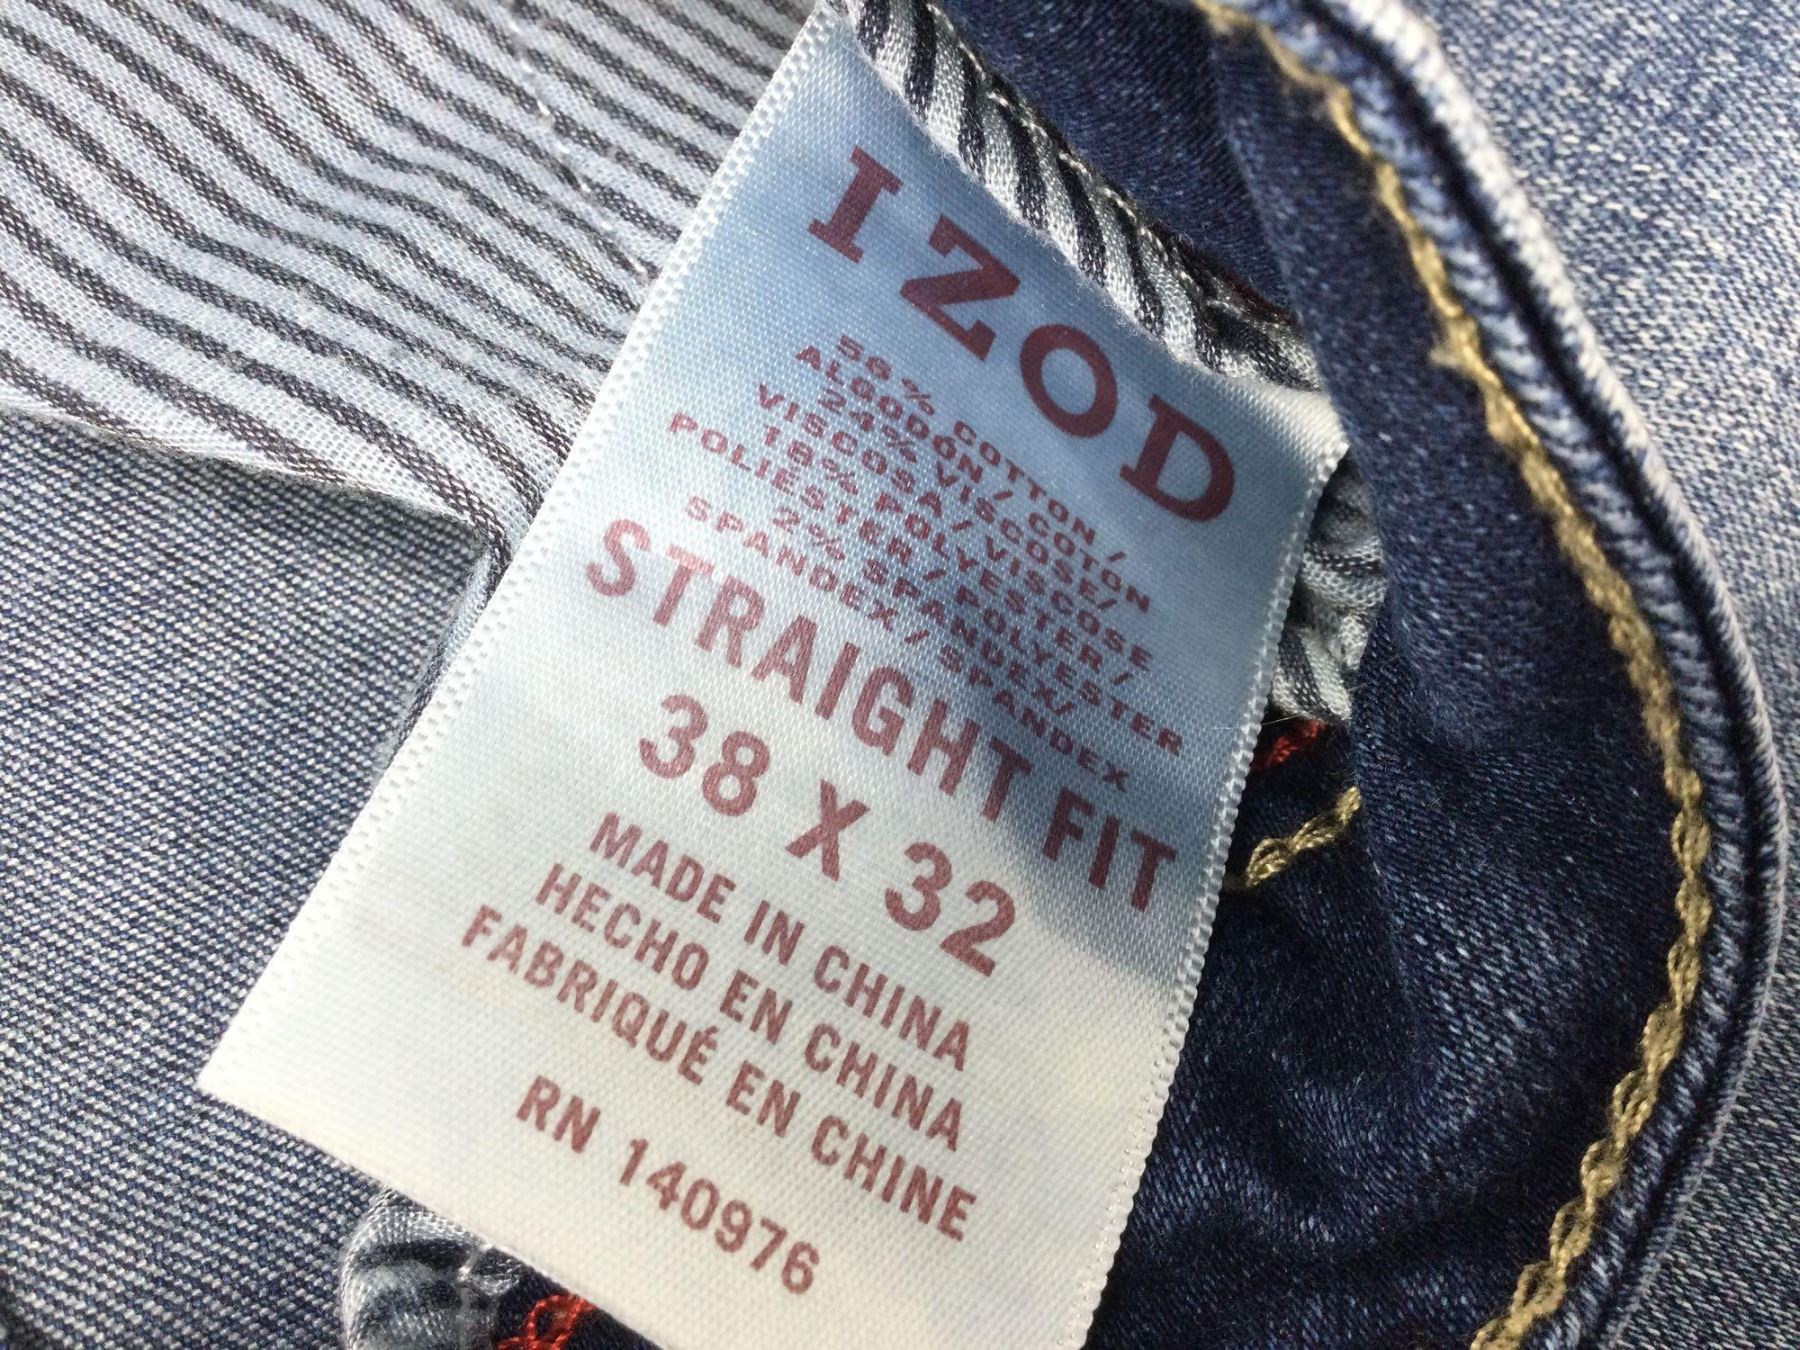 IZOD
56% COTTON / COTON /
ALGODÓN / COTON
24% VISCOSE /
VISCOSA / VISCOSE
18% POLYESTER /
POLIÉSTER / POLYESTER
2% SPANDEX /
SPANDEX / SPANDEX
STRAIGHT FIT
38 X 32
MADE IN CHINA
HECHO EN CHINA
FABRIQUÉ EN CHINE
RN 140976